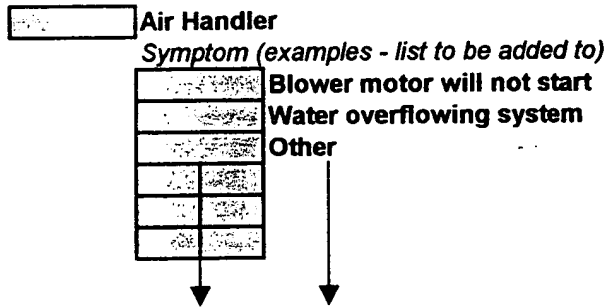 Air Handler
Symptom (examples - list to be added to)
Blower motor will not start
Water overflowing system
Other